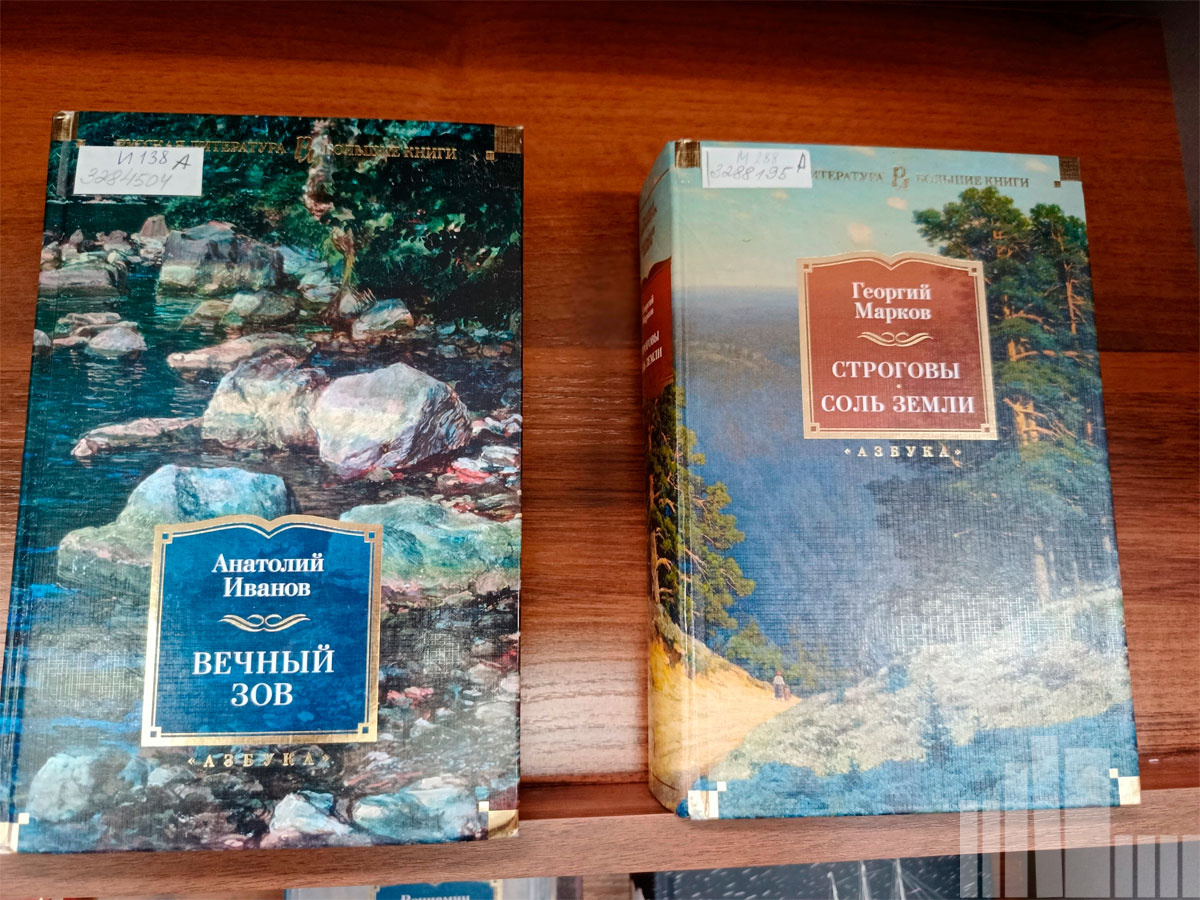 РУССКАЯ ЛИТЕРАТУРА БОЛЬШИЕ КНИГИ
И 138 А
3284504
Анатолий
Иванов
ВЕЧНЫЙ
ЗОВ
«АЗБУКА»
М 288 А
3288195
ЛИТЕРАТУРА БОЛЬШИЕ КНИГИ
Георгий
Марков
СТРОГОВЫ
СОЛЬ ЗЕМЛИ
«АЗБУКА»